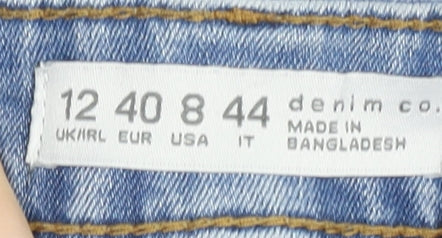 12 40 8 44 denim co.
UK/IRL EUR USA IT MADE IN
BANGLADESH